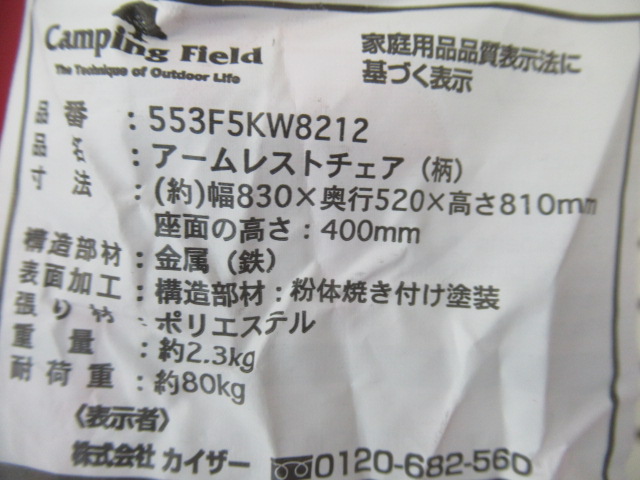 Camping Field
The Technique of Outdoor Life
家庭用品品質表示法に
基づく表示
品番:553F5KW8212
品名:アームレストチェア(柄)
寸法:(約)幅830×奥行520×高さ810mm
座面の高さ:400mm
構造部材:金属(鉄)
表面加工:構造部材:粉体焼き付け塗装
張り :ポリエステル
重量:約2.3kg
耐荷重:約80kg
〈表示者〉
株式会社 カイザー 0120-682-560